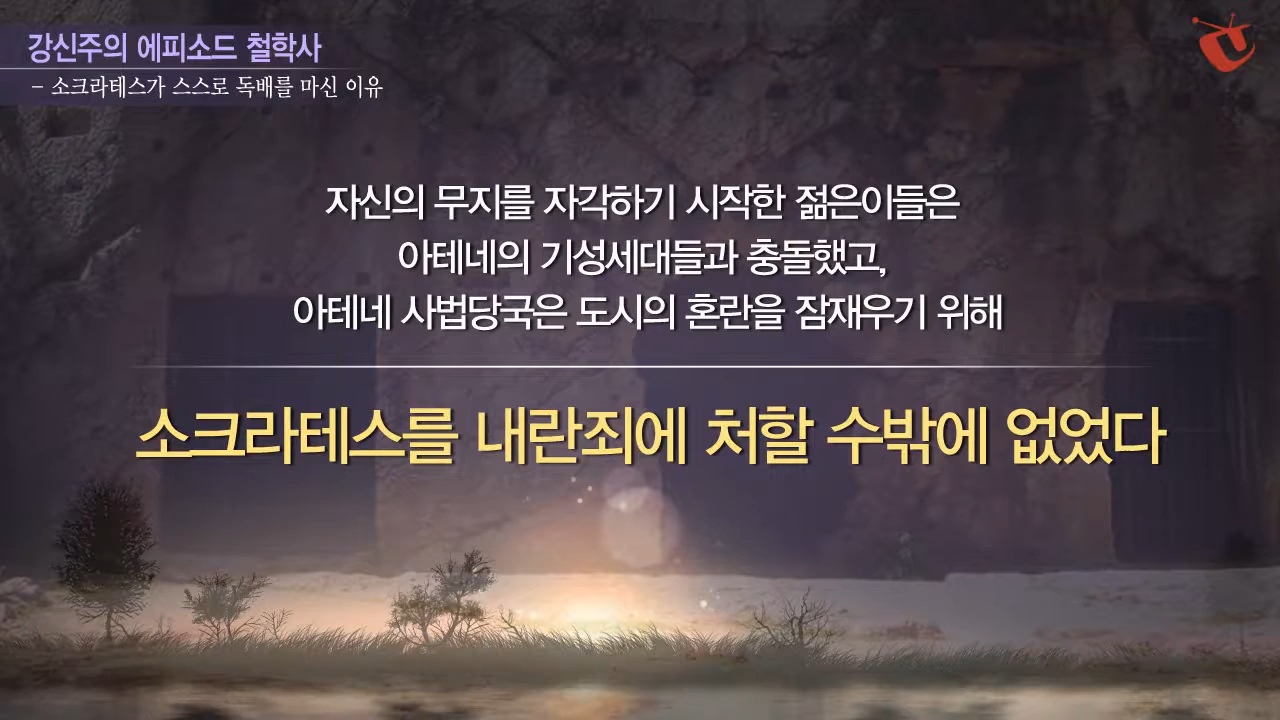 강신주의 에피소드 철학사
- 소크라테스가 스스로 독배를 마신 이유
자신의 무지를 자각하기 시작한 젊은이들은
아테네의 기성세대들과 충돌했고,
아테네 사법당국은 도시의 혼란을 잠재우기 위해
소크라테스를 내란죄에 처할 수밖에 없었다